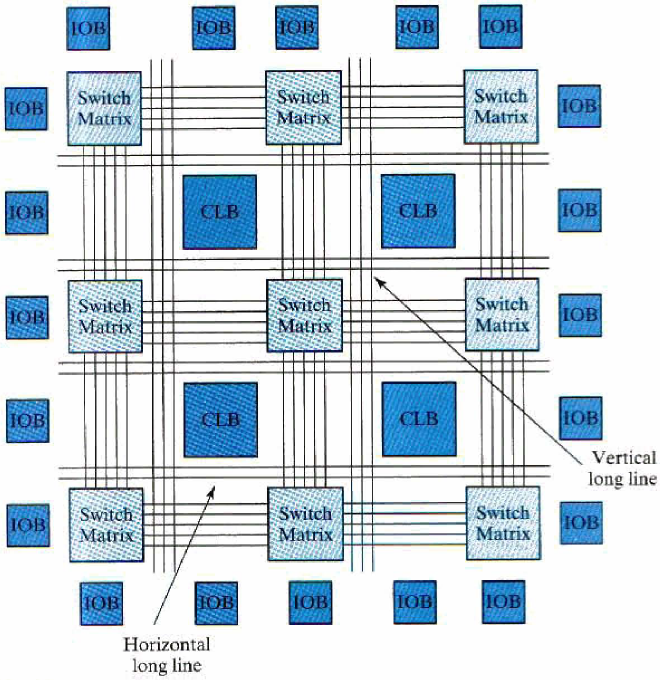 IOB IOB IOB IOB IOB
IOB Switch Matrix Switch Matrix Switch Matrix IOB
IOB CLB CLB IOB
IOB Switch Matrix Switch Matrix Switch Matrix IOB
IOB CLB CLB IOB
Vertical
long line
IOB Switch Matrix Switch Matrix Switch Matrix IOB
IOB IOB IOB IOB IOB
Horizontal
long line